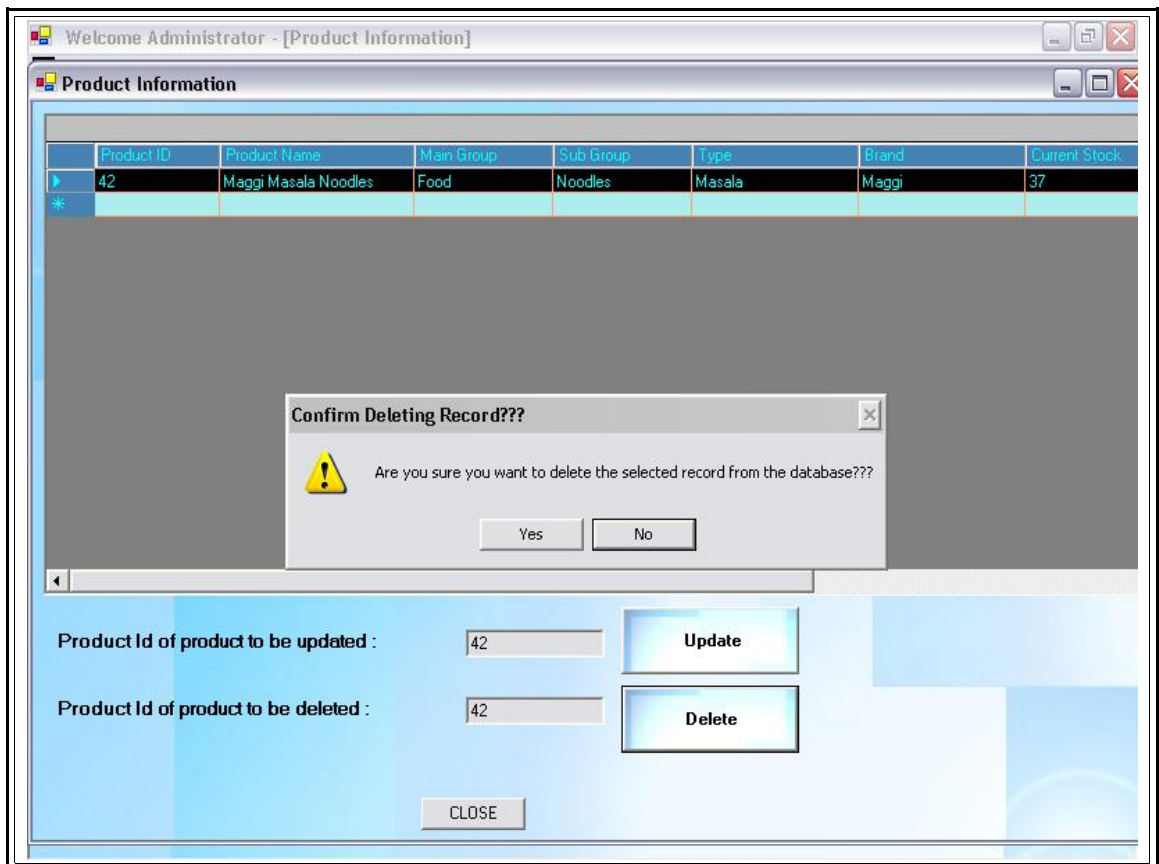 Welcome Administrator - [Product Information]
Product Information
Product ID Product Name Main Group Sub Group Type Brand Current Stock
42 Maggi Masala Noodles Food Noodles Masala Maggi 37
Confirm Deleting Record???
Are you sure you want to delete the selected record from the database???
Yes No
Product Id of product to be updated : 42 Update
Product Id of product to be deleted : 42 Delete
CLOSE